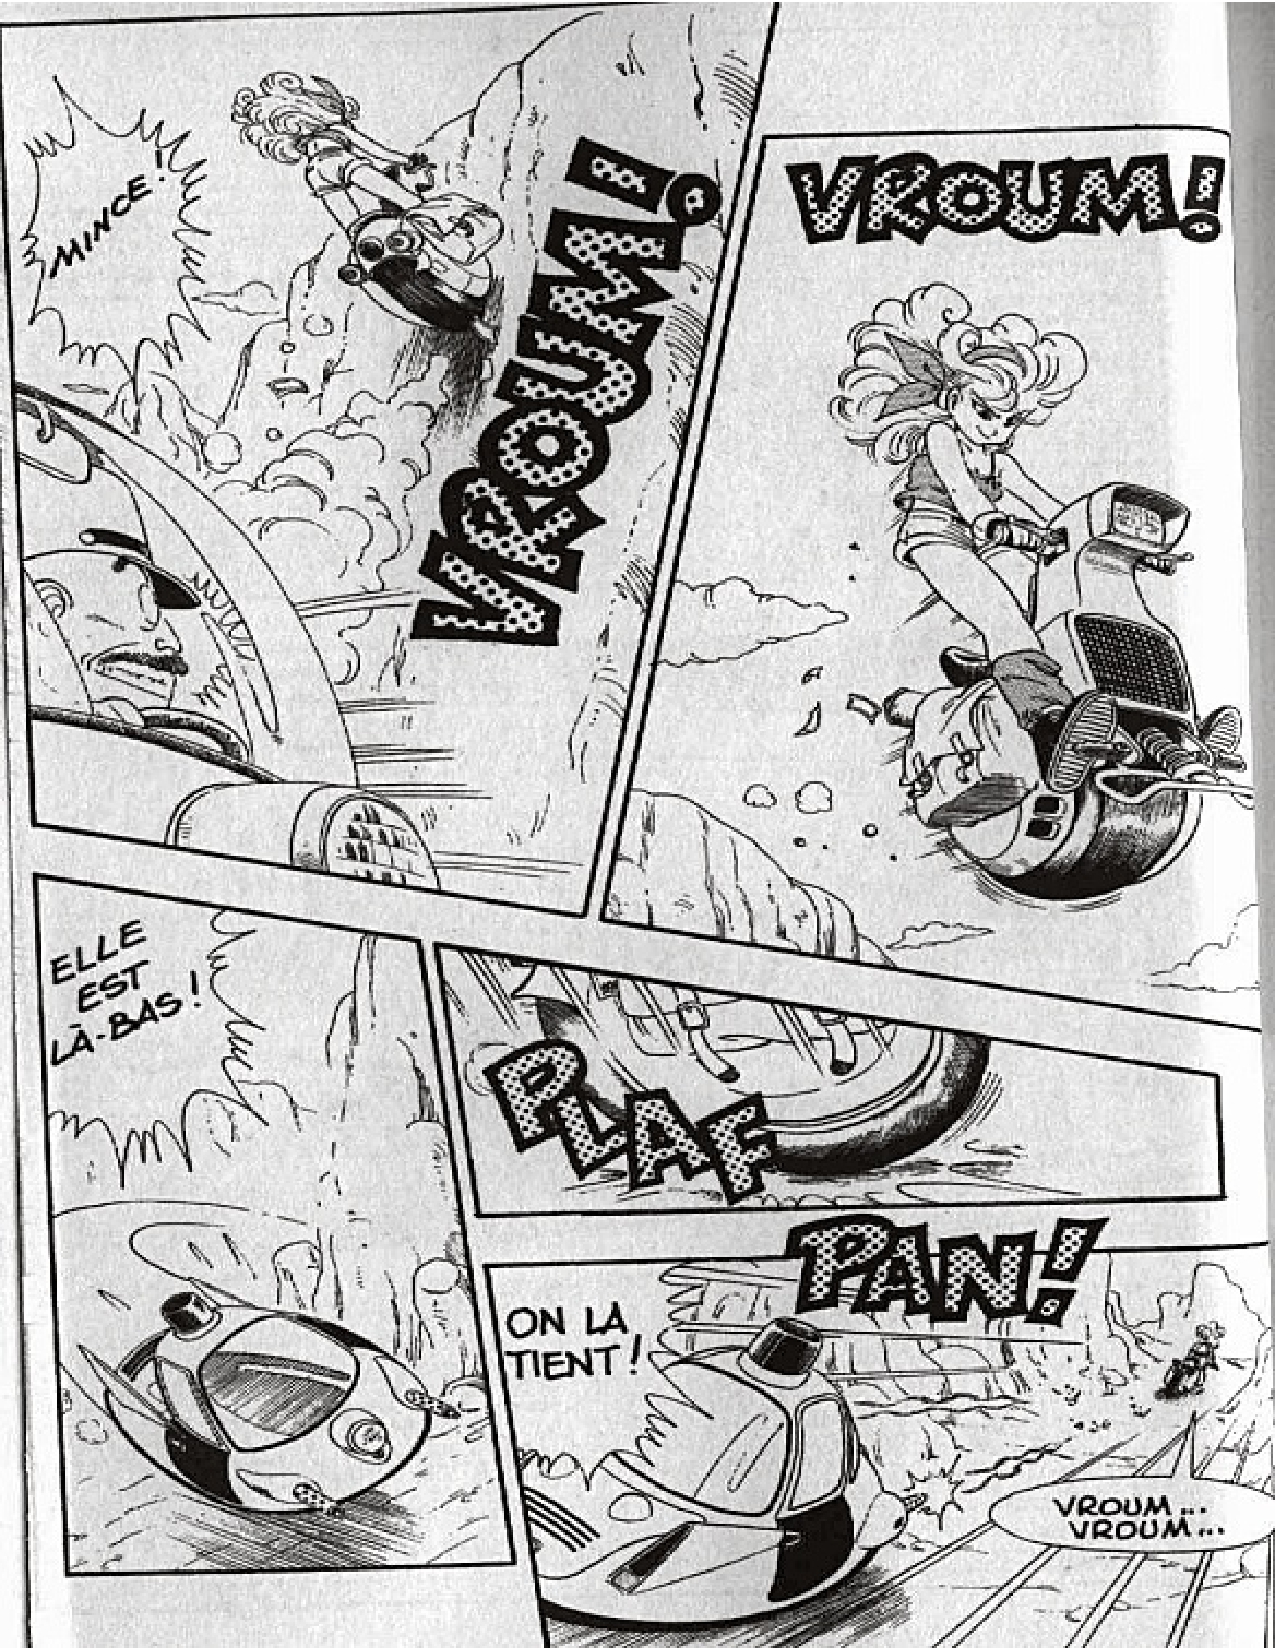 MINCE!
VROUM!
VROUM!
ELLE
EST
LÀ-BAS!
PLAF
PAN!
ON LA
TIENT!
VROUM...
VROUM...